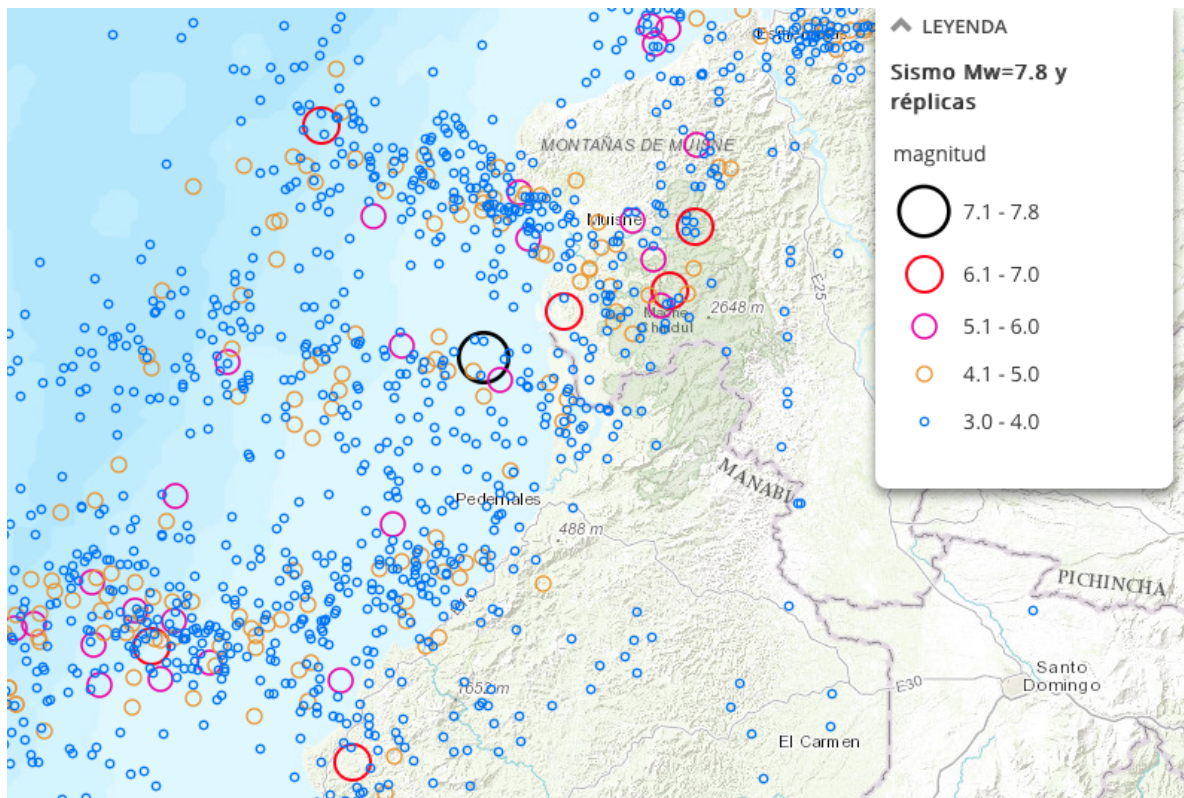 LEYENDA
Sismo Mw=7.8 y
réplicas
magnitud
7.1 - 7.8
6.1 - 7.0
5.1 - 6.0
4.1 - 5.0
3.0 - 4.0
MONTAÑAS DE MUISNE
Muisne
E25
2648 m
MANABI
Pedernales
488 m
PICHINCHA
Santo
Domingo
1652 m
E30
El Carmen